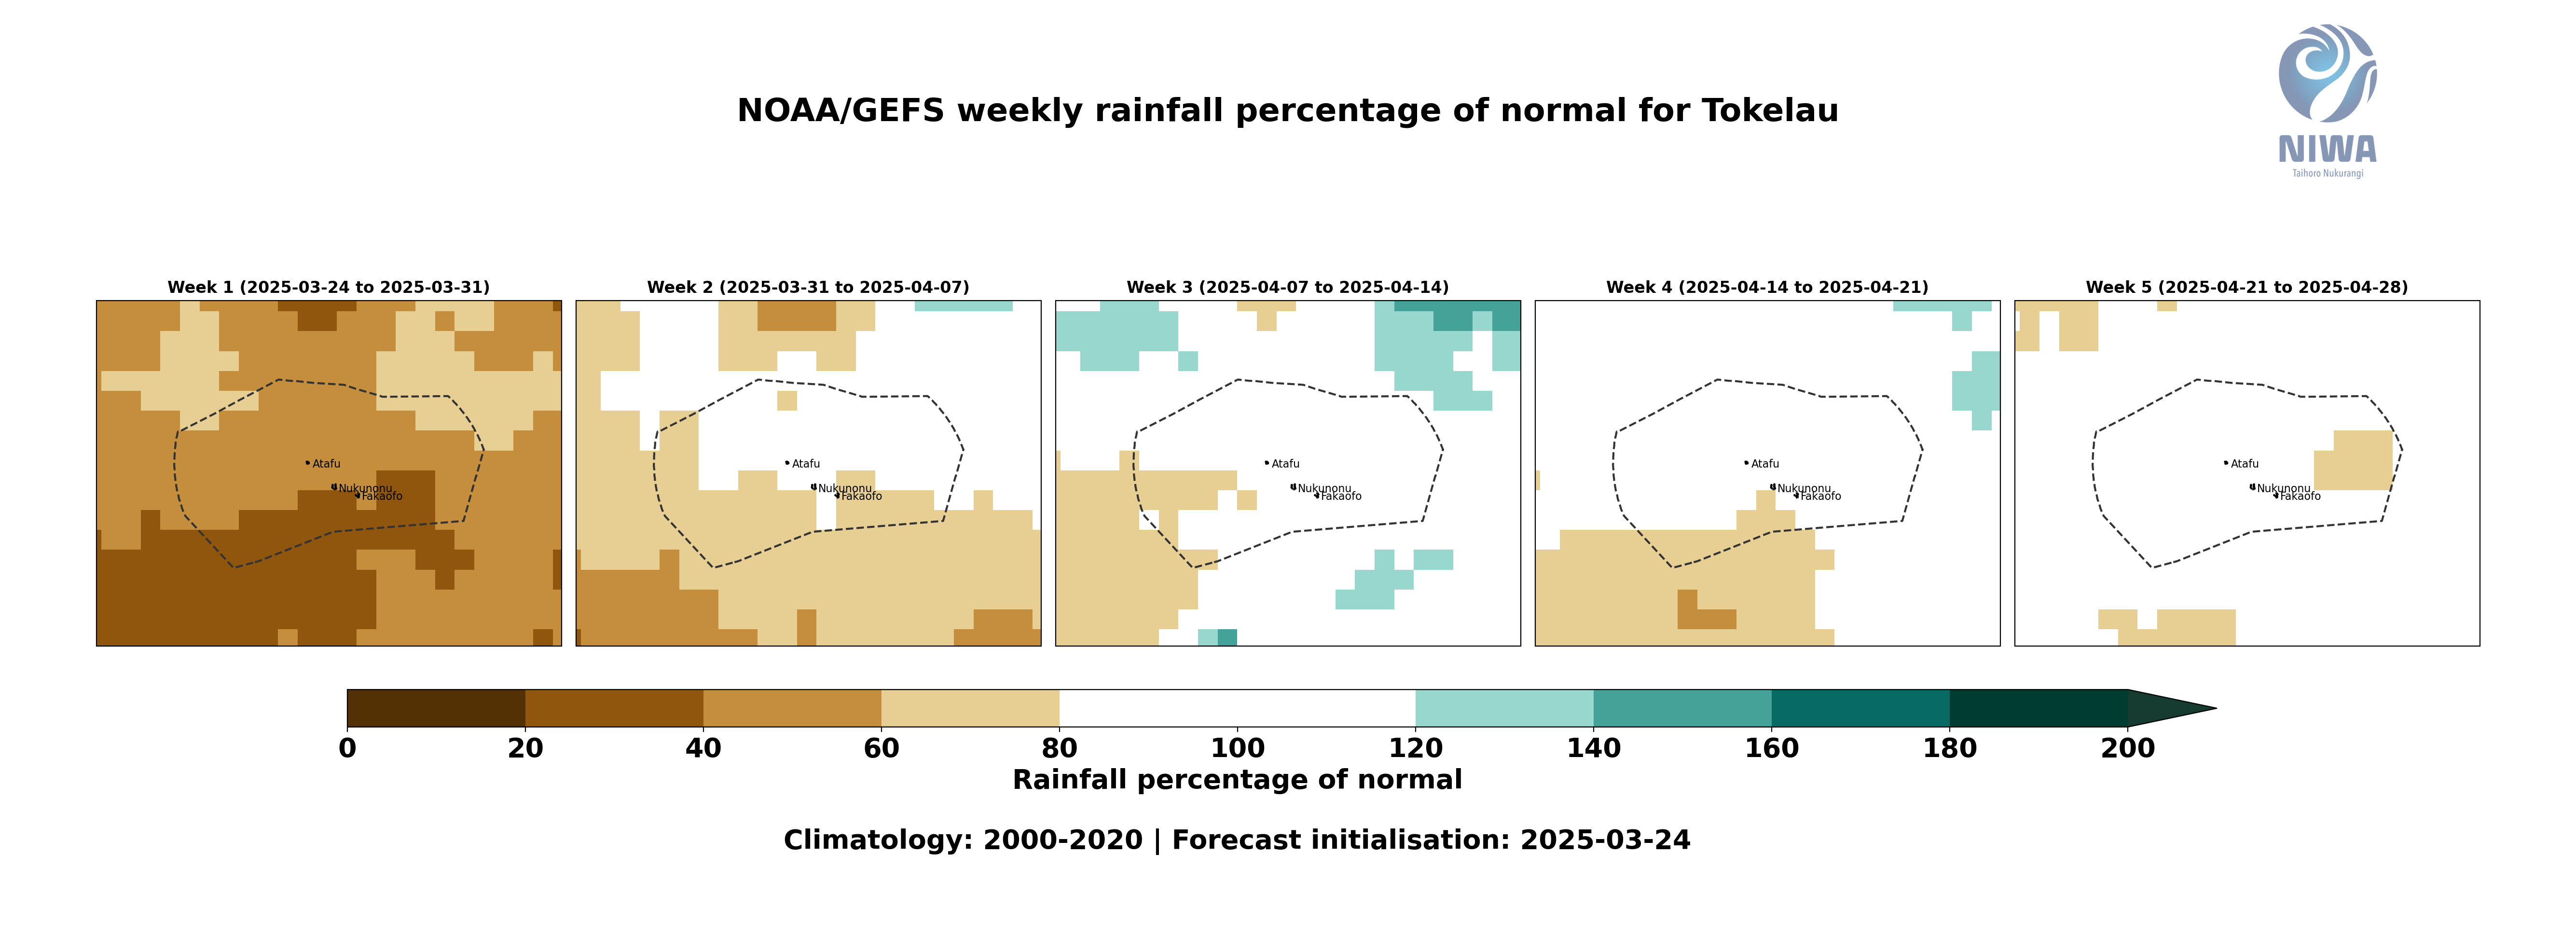 NOAA/GEFS weekly rainfall percentage of normal for Tokelau
NIWA
Taihoro Nukurangi
Week 1 (2025-03-24 to 2025-03-31)
Week 2 (2025-03-31 to 2025-04-07)
Week 3 (2025-04-07 to 2025-04-14)
Week 4 (2025-04-14 to 2025-04-21)
Week 5 (2025-04-21 to 2025-04-28)
Atafu
Nukunonu
Fakaofo
Atafu
Nukunonu
Fakaofo
Atafu
Nukunonu
Fakaofo
Atafu
Nukunonu
Fakaofo
Atafu
Nukunonu
Fakaofo
0 20 40 60 80 100 120 140 160 180 200
Rainfall percentage of normal
Climatology: 2000-2020 | Forecast initialisation: 2025-03-24